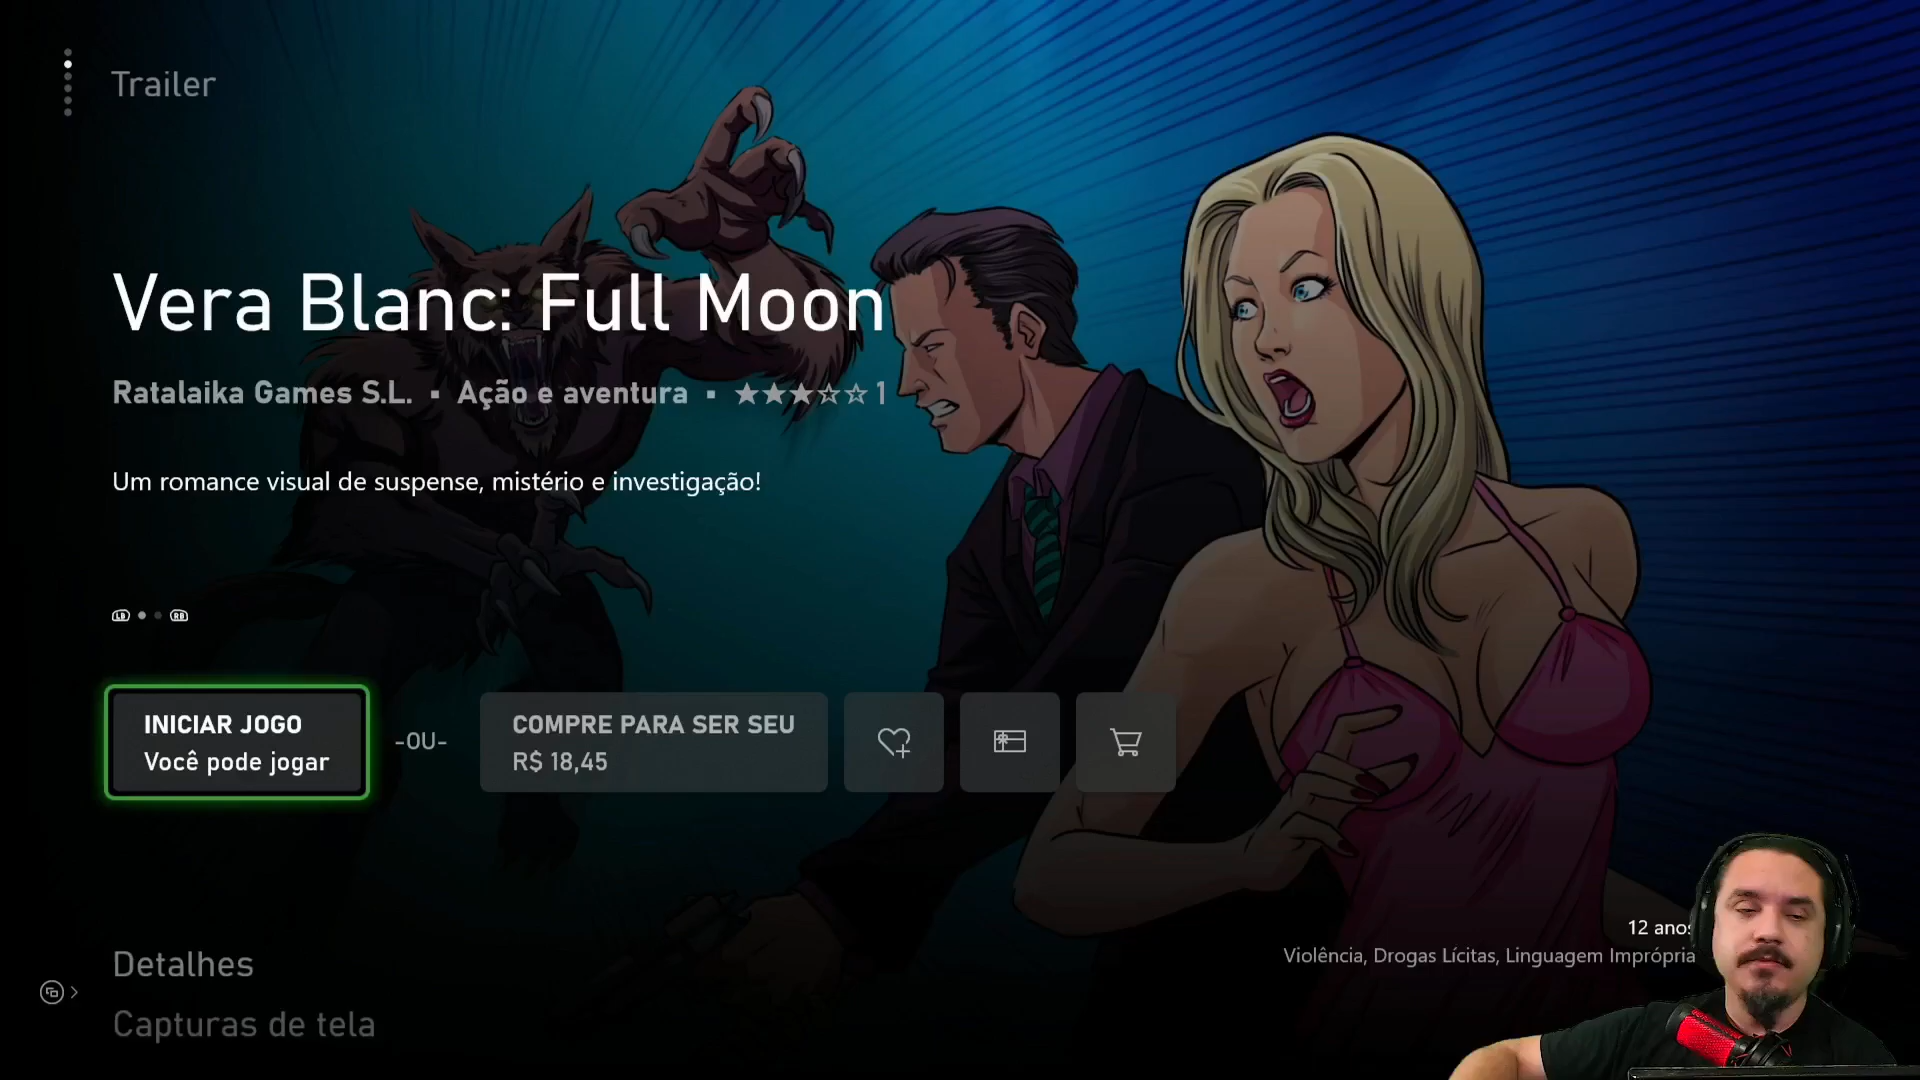 Trailer
Vera Blanc: Full Moon
Ratalaika Games S.L. ▪ Ação e aventura ▪ ★★★☆☆ 1
Um romance visual de suspense, mistério e investigação!
LB RB
INICIAR JOGO
Você pode jogar
-OU-
COMPRE PARA SER SEU
R$ 18,45
12 anos
Violência, Drogas Lícitas, Linguagem Imprópria
Detalhes
Capturas de tela